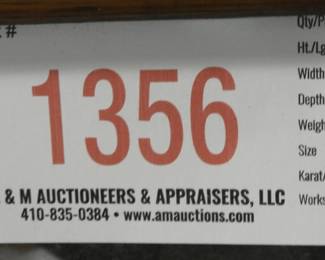 #
1356
& M AUCTIONEERS & APPRAISERS, LLC
410-835-0384 • www.amauctions.com
Qty/P
Ht./Lg
Width
Depth
Weigh
Size
Karat/
Works